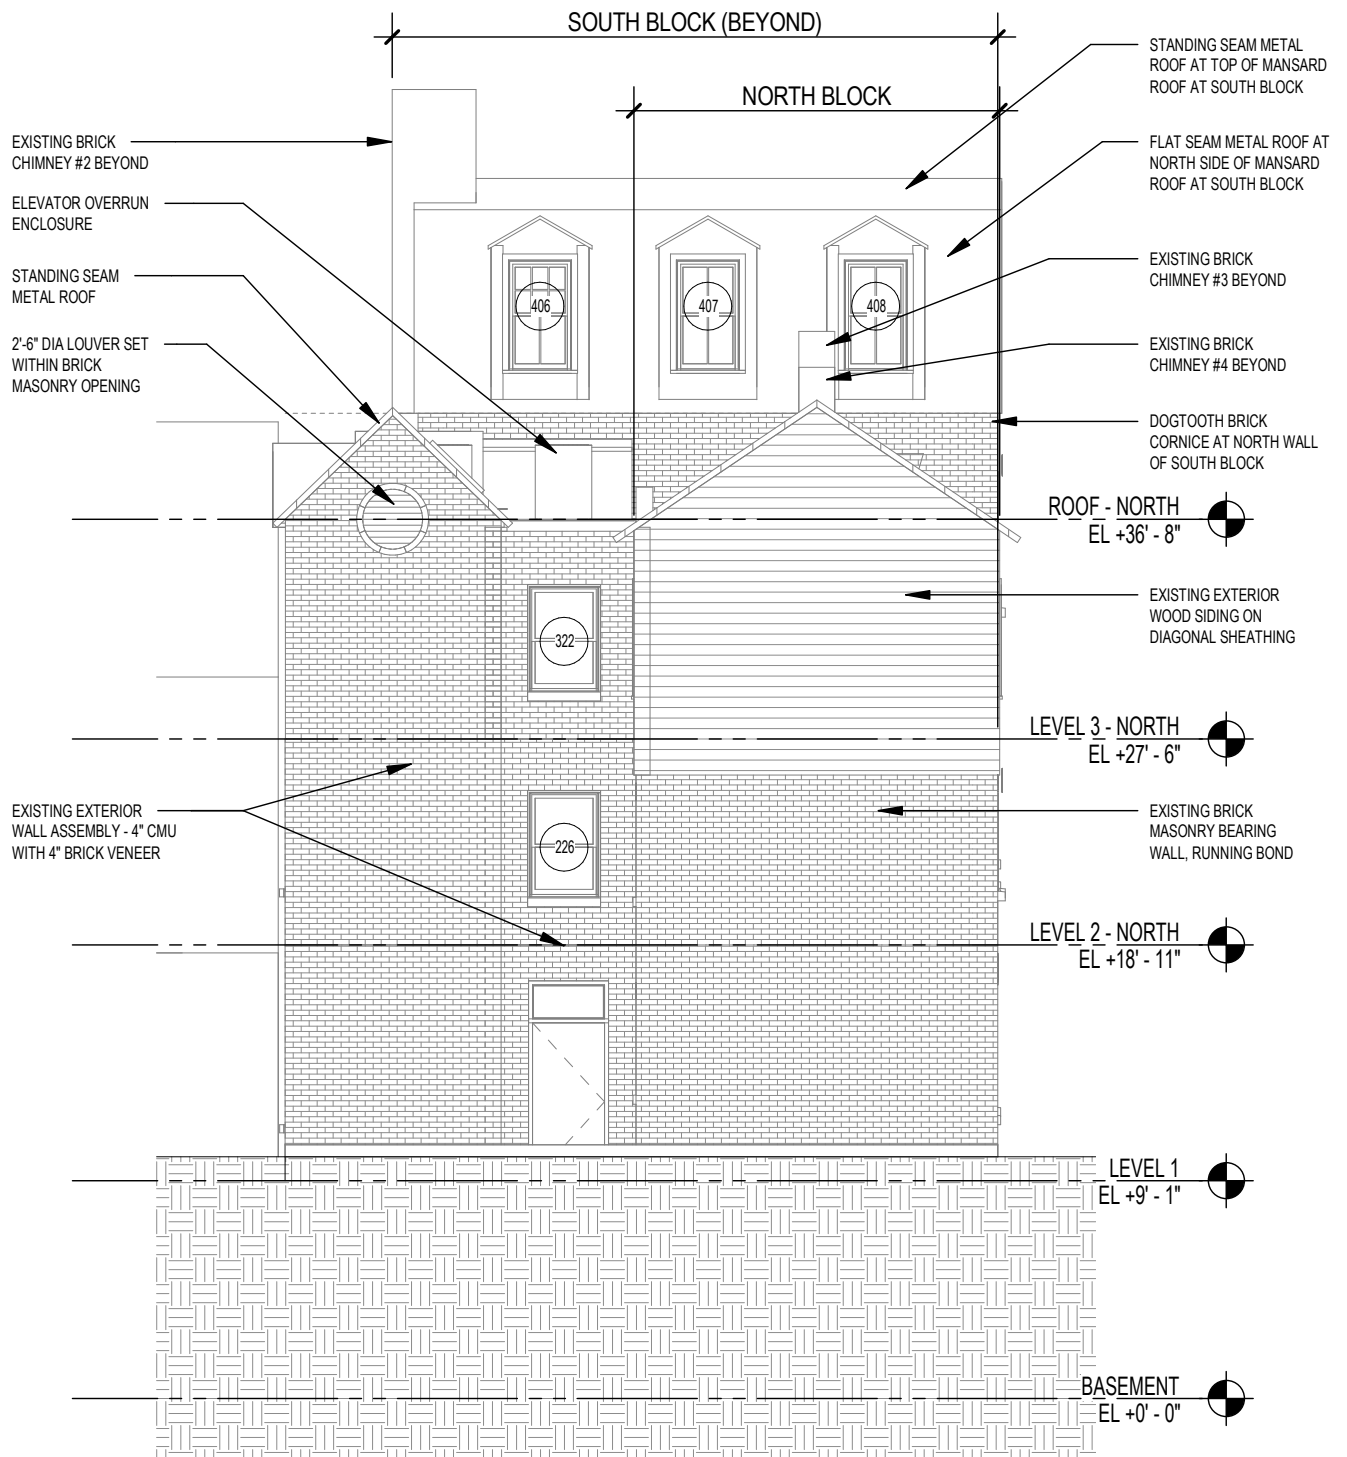 SOUTH BLOCK (BEYOND)
NORTH BLOCK
EXISTING BRICK
CHIMNEY #2 BEYOND
ELEVATOR OVERRUN
ENCLOSURE
STANDING SEAM
METAL ROOF
2'-6" DIA LOUVER SET
WITHIN BRICK
MASONRY OPENING
EXISTING EXTERIOR
WALL ASSEMBLY - 4" CMU
WITH 4" BRICK VENEER
406
407
408
322
226
STANDING SEAM METAL
ROOF AT TOP OF MANSARD
ROOF AT SOUTH BLOCK
FLAT SEAM METAL ROOF AT
NORTH SIDE OF MANSARD
ROOF AT SOUTH BLOCK
EXISTING BRICK
CHIMNEY #3 BEYOND
EXISTING BRICK
CHIMNEY #4 BEYOND
DOGTOOTH BRICK
CORNICE AT NORTH WALL
OF SOUTH BLOCK
ROOF - NORTH
EL +36' - 8"
EXISTING EXTERIOR
WOOD SIDING ON
DIAGONAL SHEATHING
LEVEL 3 - NORTH
EL +27' - 6"
EXISTING BRICK
MASONRY BEARING
WALL, RUNNING BOND
LEVEL 2 - NORTH
EL +18' - 11"
LEVEL 1
EL +9' - 1"
BASEMENT
EL +0' - 0"